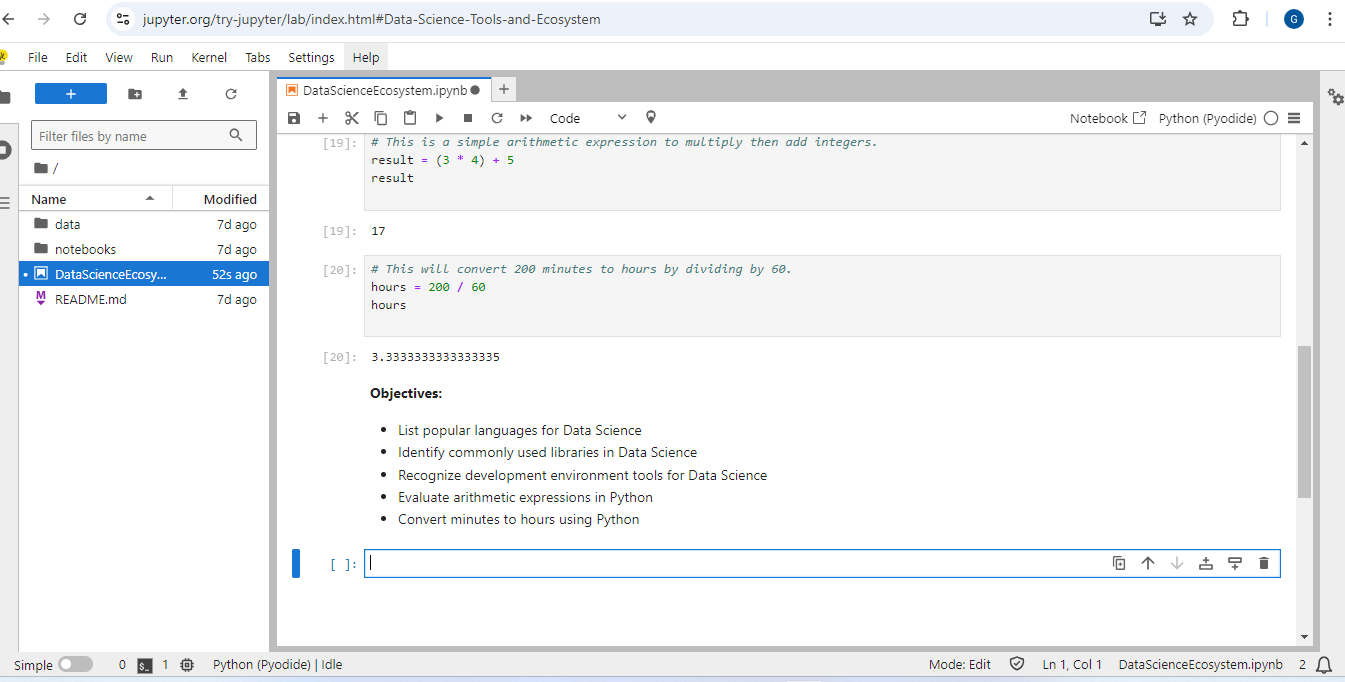 jupyter.org/try-jupyter/lab/index.html#Data-Science-Tools-and-Ecosystem
G
File Edit View Run Kernel Tabs Settings Help
+
DataScienceEcosystem.ipynb
+
Filter files by name
/
Name Modified
data 7d ago
notebooks 7d ago
DataScienceEcosy... 52s ago
README.md 7d ago
Code
Notebook
Python (Pyodide)
[19]: # This is a simple arithmetic expression to multiply then add integers.
result = (3 * 4) + 5
result
[19]: 17
[20]: # This will convert 200 minutes to hours by dividing by 60.
hours = 200 / 60
hours
[20]: 3.3333333333333335
Objectives:
• List popular languages for Data Science
• Identify commonly used libraries in Data Science
• Recognize development environment tools for Data Science
• Evaluate arithmetic expressions in Python
• Convert minutes to hours using Python
[ ]:
Simple 0 $_ 1 Python (Pyodide) | Idle Mode: Edit Ln 1, Col 1 DataScienceEcosystem.ipynb 2